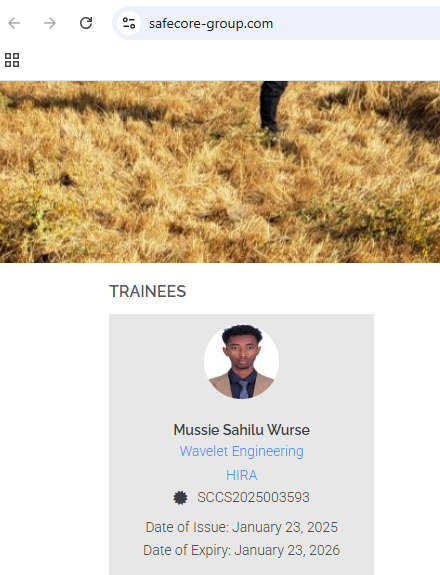 safecore-group.com
TRAINEES
Mussie Sahilu Wurse
Wavelet Engineering
HIRA
SCCS2025003593
Date of Issue: January 23, 2025
Date of Expiry: January 23, 2026